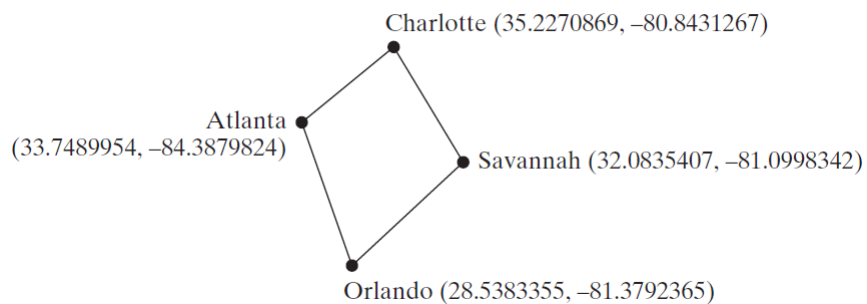 Charlotte (35.2270869, –80.8431267)
Atlanta
(33.7489954, –84.3879824)
Savannah (32.0835407, –81.0998342)
Orlando (28.5383355, –81.3792365)